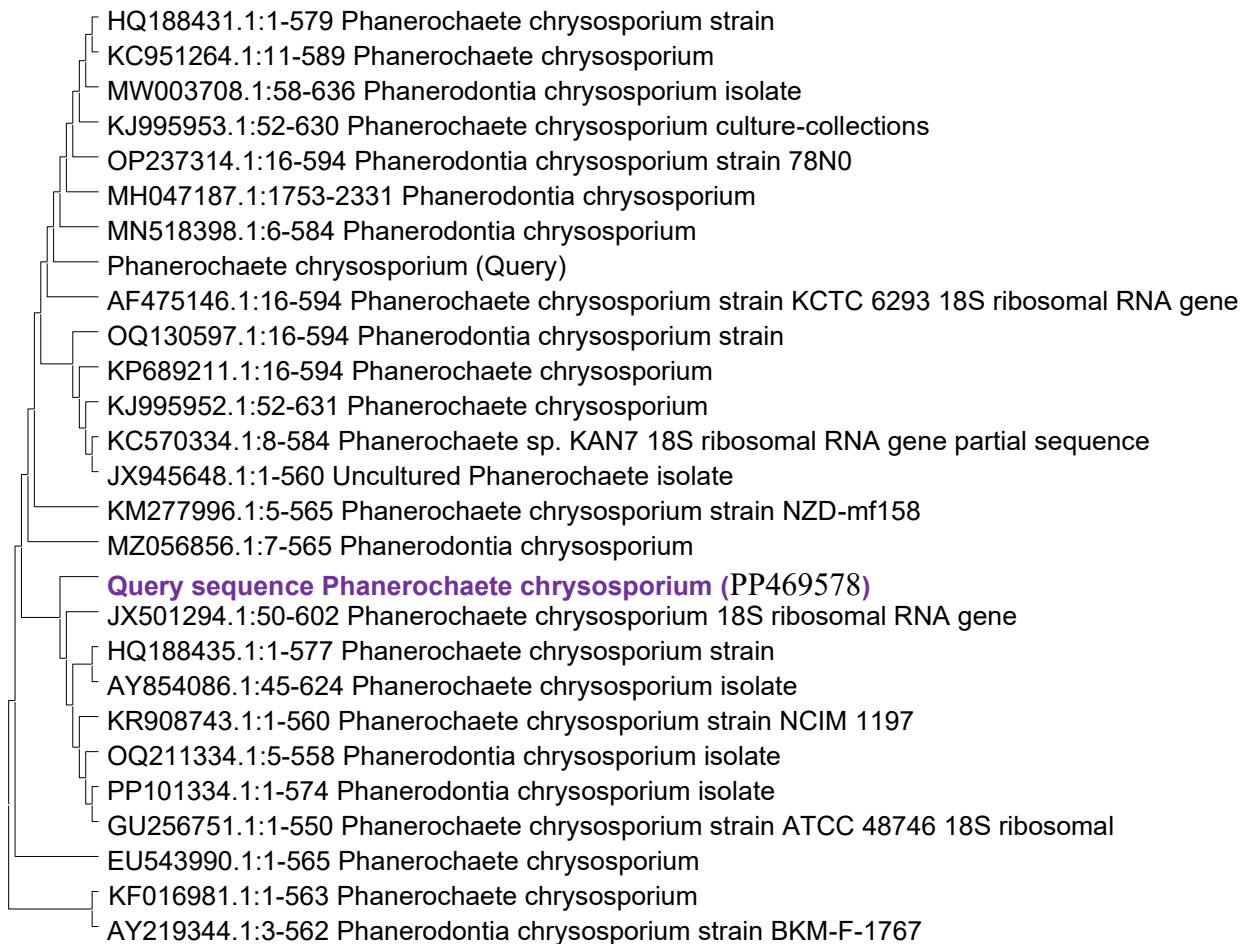 HQ188431.1:1-579 Phanerochaete chrysosporium strain
KC951264.1:11-589 Phanerochaete chrysosporium
MW003708.1:58-636 Phanerodontia chrysosporium isolate
KJ995953.1:52-630 Phanerochaete chrysosporium culture-collections
OP237314.1:16-594 Phanerodontia chrysosporium strain 78N0
MH047187.1:1753-2331 Phanerodontia chrysosporium
MN518398.1:6-584 Phanerodontia chrysosporium
Phanerochaete chrysosporium (Query)
AF475146.1:16-594 Phanerochaete chrysosporium strain KCTC 6293 18S ribosomal RNA gene
OQ130597.1:16-594 Phanerodontia chrysosporium strain
KP689211.1:16-594 Phanerochaete chrysosporium
KJ995952.1:52-631 Phanerochaete chrysosporium
KC570334.1:8-584 Phanerochaete sp. KAN7 18S ribosomal RNA gene partial sequence
JX945648.1:1-560 Uncultured Phanerochaete isolate
KM277996.1:5-565 Phanerochaete chrysosporium strain NZD-mf158
MZ056856.1:7-565 Phanerodontia chrysosporium
Query sequence Phanerochaete chrysosporium (PP469578)
JX501294.1:50-602 Phanerochaete chrysosporium 18S ribosomal RNA gene
HQ188435.1:1-577 Phanerochaete chrysosporium strain
AY854086.1:45-624 Phanerochaete chrysosporium isolate
KR908743.1:1-560 Phanerochaete chrysosporium strain NCIM 1197
OQ211334.1:5-558 Phanerodontia chrysosporium isolate
PP101334.1:1-574 Phanerodontia chrysosporium isolate
GU256751.1:1-550 Phanerochaete chrysosporium strain ATCC 48746 18S ribosomal
EU543990.1:1-565 Phanerochaete chrysosporium
KF016981.1:1-563 Phanerochaete chrysosporium
AY219344.1:3-562 Phanerodontia chrysosporium strain BKM-F-1767